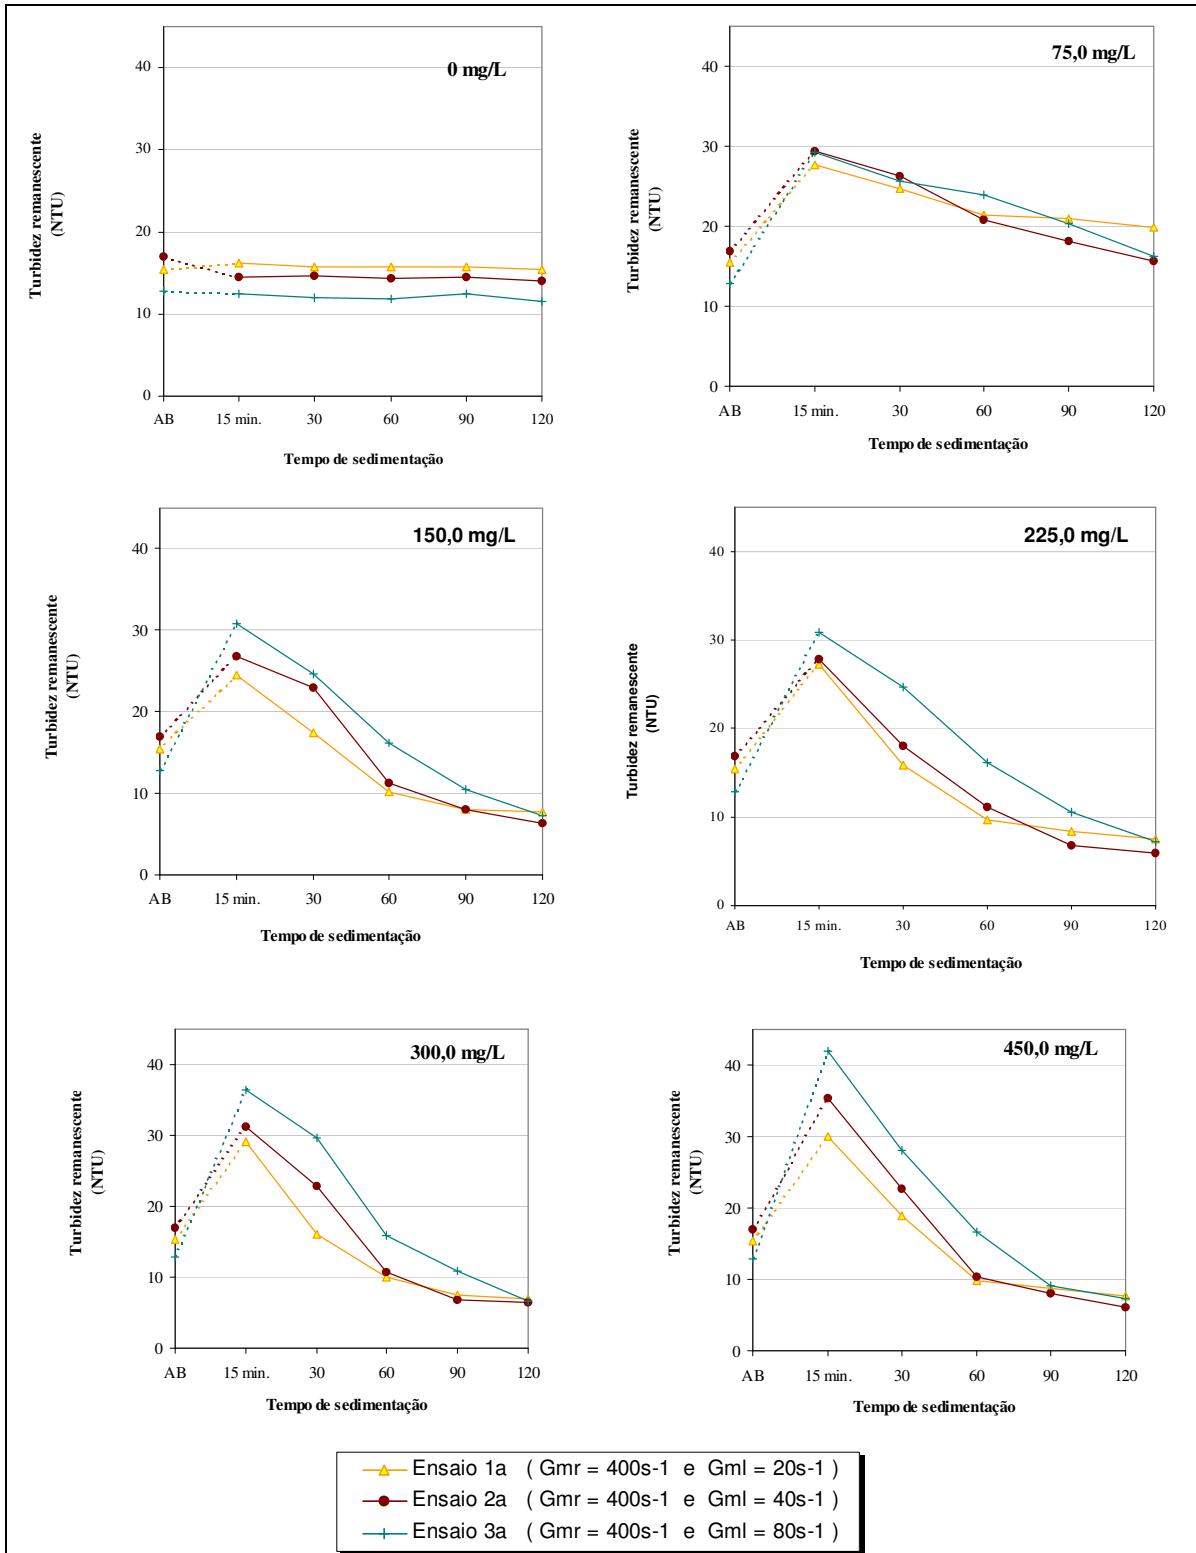 0 mg/L
Turbidez remanescente
(NTU)
40
30
20
10
0
AB 15 min. 30 60 90 120
Tempo de sedimentação
75,0 mg/L
Turbidez remanescente
(NTU)
40
30
20
10
0
AB 15 min. 30 60 90 120
Tempo de sedimentação
150,0 mg/L
Turbidez remanescente
(NTU)
40
30
20
10
0
AB 15 min. 30 60 90 120
Tempo de sedimentação
225,0 mg/L
Turbidez remanescente
(NTU)
40
30
20
10
0
AB 15 min. 30 60 90 120
Tempo de sedimentação
300,0 mg/L
Turbidez remanescente
(NTU)
40
30
20
10
0
AB 15 min. 30 60 90 120
Tempo de sedimentação
450,0 mg/L
Turbidez remanescente
(NTU)
40
30
20
10
0
AB 15 min. 30 60 90 120
Tempo de sedimentação
Ensaio 1a ( Gmr = 400s-1 e Gml = 20s-1 )
Ensaio 2a ( Gmr = 400s-1 e Gml = 40s-1 )
Ensaio 3a ( Gmr = 400s-1 e Gml = 80s-1 )